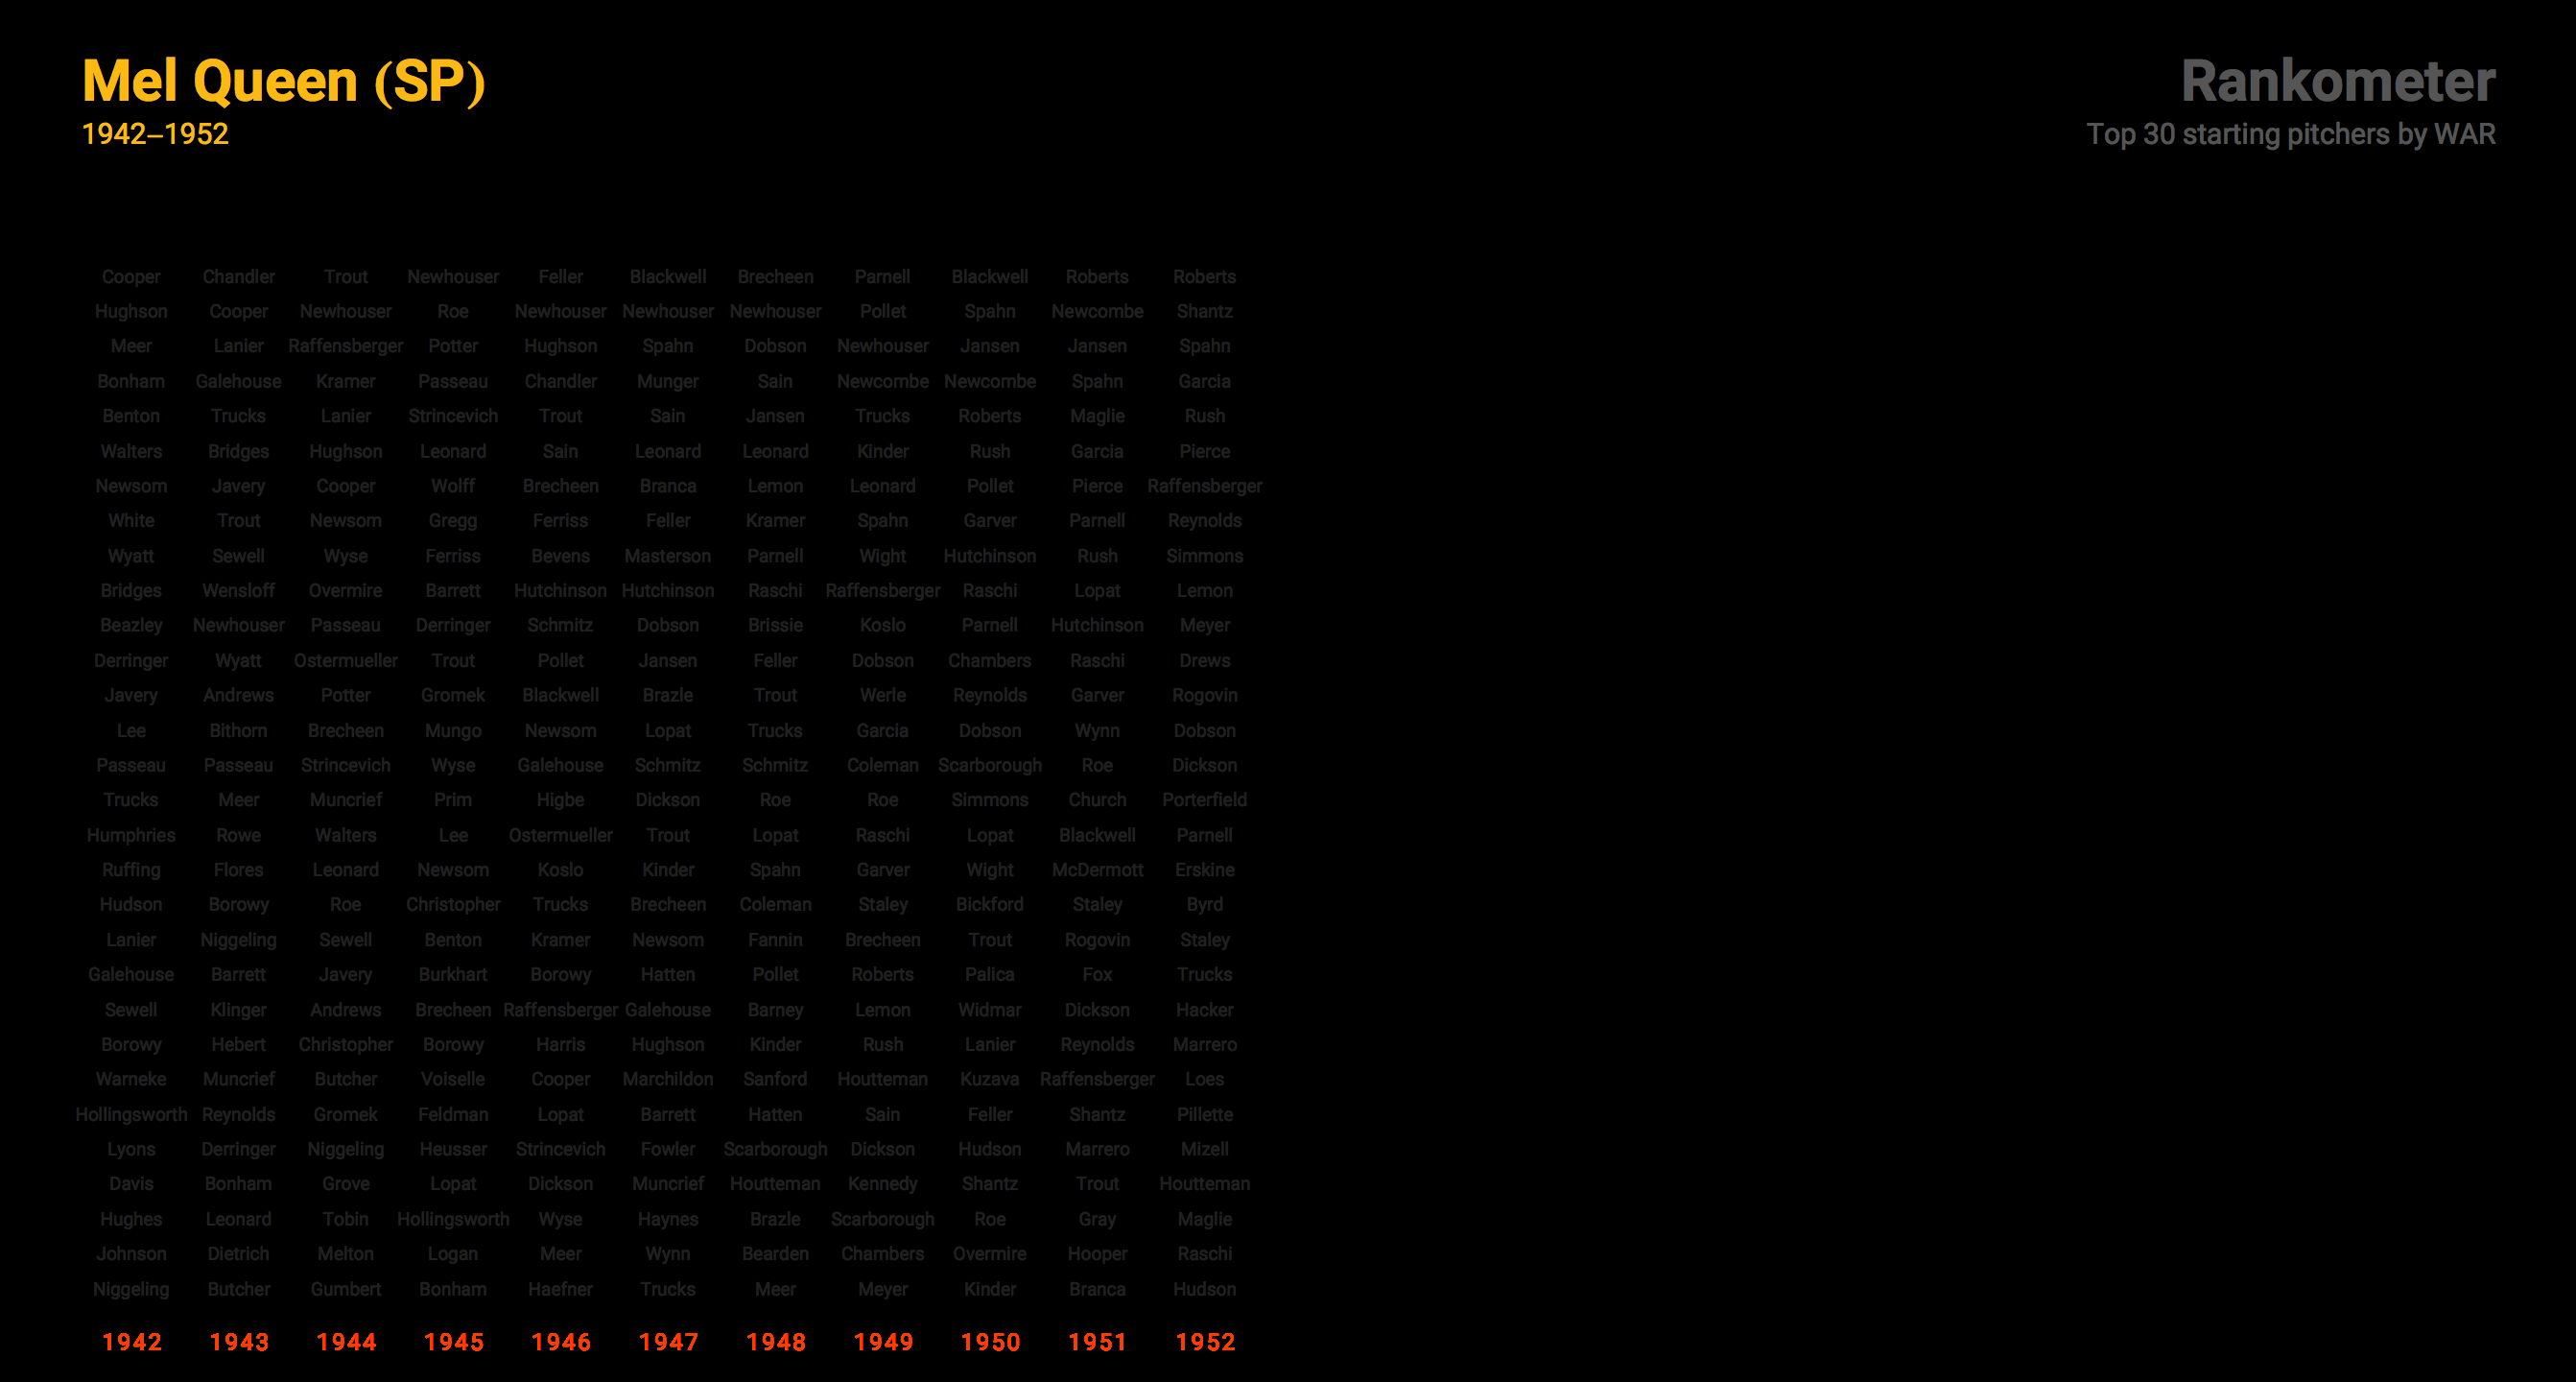 Mel Queen (SP)
1942–1952
Rankometer
Top 30 starting pitchers by WAR
Cooper Chandler Trout Newhouser Feller Blackwell Brecheen Parnell Blackwell Roberts Roberts
Hughson Cooper Newhouser Roe Newhouser Newhouser Newhouser Pollet Spahn Newcombe Shantz
Meer Lanier Raffensberger Potter Hughson Spahn Dobson Newhouser Jansen Jansen Spahn
Bonham Galehouse Kramer Passeau Chandler Munger Sain Newcombe Newcombe Spahn Garcia
Benton Trucks Lanier Strincevich Trout Sain Jansen Trucks Roberts Maglie Rush
Walters Bridges Hughson Leonard Sain Leonard Leonard Kinder Rush Garcia Pierce
Newsom Javery Cooper Wolff Brecheen Branca Lemon Leonard Pollet Pierce Raffensberger
White Trout Newsom Gregg Ferriss Feller Kramer Spahn Garver Parnell Reynolds
Wyatt Sewell Wyse Ferriss Bevens Masterson Parnell Wight Hutchinson Rush Simmons
Bridges Wensloff Overmire Barrett Hutchinson Hutchinson Raschi Raffensberger Raschi Lopat Lemon
Beazley Newhouser Passeau Derringer Schmitz Dobson Brissie Koslo Parnell Hutchinson Meyer
Derringer Wyatt Ostermueller Trout Pollet Jansen Feller Dobson Chambers Raschi Drews
Javery Andrews Potter Gromek Blackwell Brazle Trout Werle Reynolds Garver Rogovin
Lee Bithorn Brecheen Mungo Newsom Lopat Trucks Garcia Dobson Wynn Dobson
Passeau Passeau Strincevich Wyse Galehouse Schmitz Schmitz Coleman Scarborough Roe Dickson
Trucks Meer Muncrief Prim Higbe Dickson Roe Roe Simmons Church Porterfield
Humphries Rowe Walters Lee Ostermueller Trout Lopat Raschi Lopat Blackwell Parnell
Ruffing Flores Leonard Newsom Koslo Kinder Spahn Garver Wight McDermott Erskine
Hudson Borowy Roe Christopher Trucks Brecheen Coleman Staley Bickford Staley Byrd
Lanier Niggeling Sewell Benton Kramer Newsom Fannin Brecheen Trout Rogovin Staley
Galehouse Barrett Javery Burkhart Borowy Hatten Pollet Roberts Palica Fox Trucks
Sewell Klinger Andrews Brecheen Raffensberger Galehouse Barney Lemon Widmar Dickson Hacker
Borowy Hebert Christopher Borowy Harris Hughson Kinder Rush Lanier Reynolds Marrero
Warneke Muncrief Butcher Voiselle Cooper Marchildon Sanford Houtteman Kuzava Raffensberger Loes
Hollingsworth Reynolds Gromek Feldman Lopat Barrett Hatten Sain Feller Shantz Pillette
Lyons Derringer Niggeling Heusser Strincevich Fowler Scarborough Dickson Hudson Marrero Mizell
Davis Bonham Grove Lopat Dickson Muncrief Houtteman Kennedy Shantz Trout Houtteman
Hughes Leonard Tobin Hollingsworth Wyse Haynes Brazle Scarborough Roe Gray Maglie
Johnson Dietrich Melton Logan Meer Wynn Bearden Chambers Overmire Hooper Raschi
Niggeling Butcher Gumbert Bonham Haefner Trucks Meer Meyer Kinder Branca Hudson
1942 1943 1944 1945 1946 1947 1948 1949 1950 1951 1952